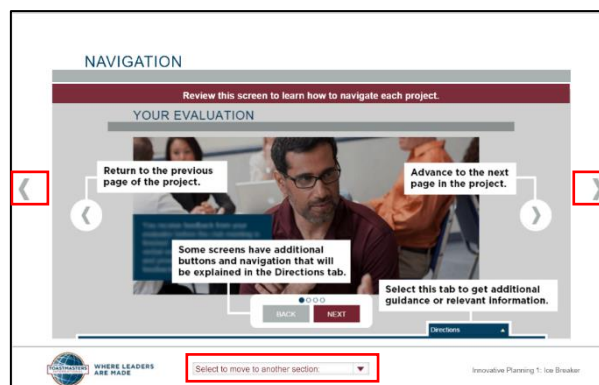 NAVIGATION
Review this screen to learn how to navigate each project.
YOUR EVALUATION
Return to the previous
page of the project.
Advance to the next
page in the project.
Some screens have additional
buttons and navigation that will
be explained in the Directions tab.
Select this tab to get additional
guidance or relevant information.
BACK
NEXT
Directions
TOASTMASTERS
WHERE LEADERS
ARE MADE
Select to move to another section:
Innovative Planning 1: Ice Breaker